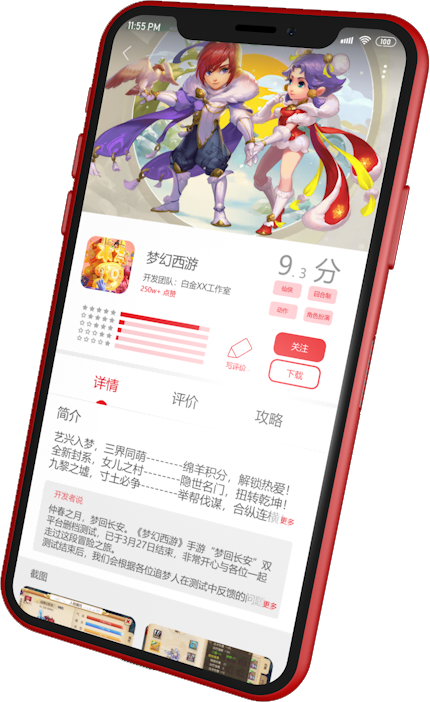 11:55 PM
100
梦幻西游
9.3分
开发团队：白金XX工作室
250w+ 点赞
仙侠
回合制
动作
角色扮演
写评价
关注
下载
详情
评价
攻略
简介
艺兴入梦，三界同萌--------绵羊积分，解锁热爱！
全新封系，女儿之村--------隐世名门，扭转乾坤！
九黎之墟，寸土必争--------举帮伐谋，合纵连横
更多
开发者说
仲春之月，梦回长安。《梦幻西游》手游“梦回长安”双
平台删档测试，已于3月27日结束，非常开心与各位一起
走过这段冒险之旅。
测试结束后，我们会根据各位追梦人在测试中反馈的问题
更多
截图